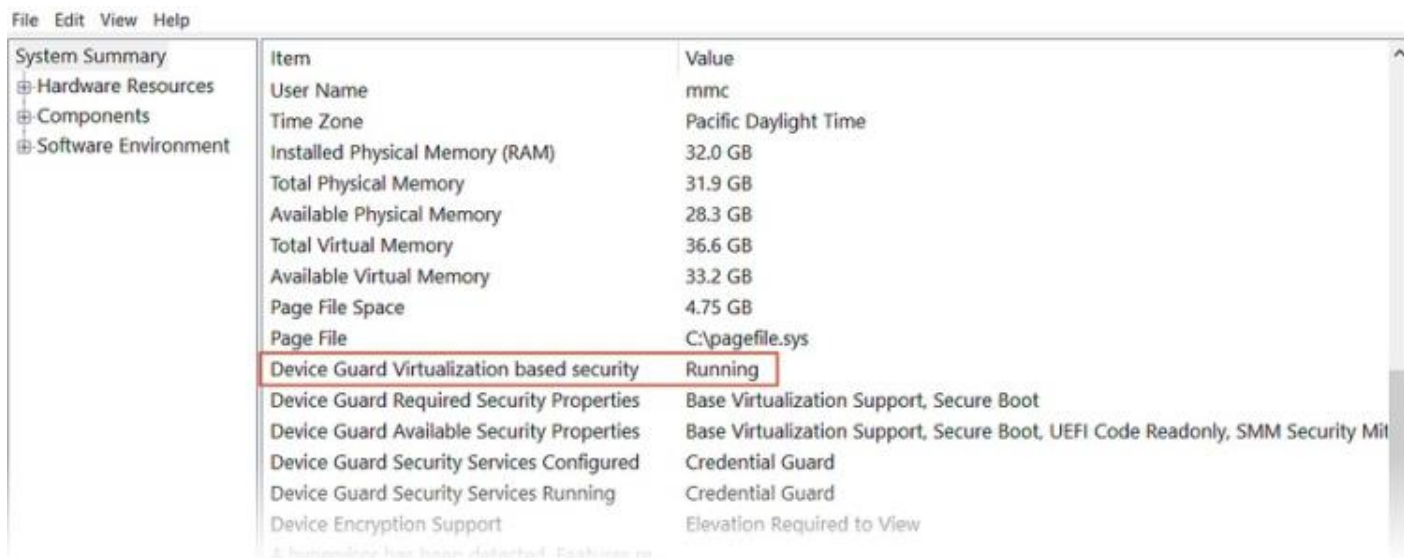 File Edit View Help
System Summary
Hardware Resources
Components
Software Environment
Item Value
User Name mmc
Time Zone Pacific Daylight Time
Installed Physical Memory (RAM) 32.0 GB
Total Physical Memory 31.9 GB
Available Physical Memory 28.3 GB
Total Virtual Memory 36.6 GB
Available Virtual Memory 33.2 GB
Page File Space 4.75 GB
Page File C:\pagefile.sys
Device Guard Virtualization based security Running
Device Guard Required Security Properties Base Virtualization Support, Secure Boot
Device Guard Available Security Properties Base Virtualization Support, Secure Boot, UEFI Code Readonly, SMM Security Mit
Device Guard Security Services Configured Credential Guard
Device Guard Security Services Running Credential Guard
Device Encryption Support Elevation Required to View
A hypervisor has been detected. Features re